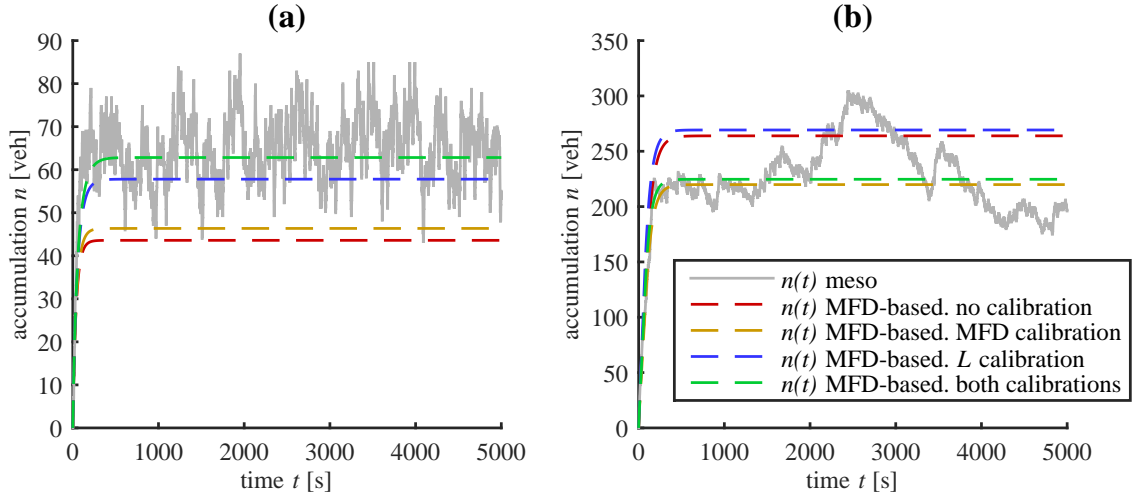 (a)
90
80
70
60
50
40
30
20
10
0
accumulation n [veh]
0 1000 2000 3000 4000 5000
time t [s]
(b)
350
300
250
200
150
100
50
0
accumulation n [veh]
0 1000 2000 3000 4000 5000
time t [s]
n(t) meso
n(t) MFD-based. no calibration
n(t) MFD-based. MFD calibration
n(t) MFD-based. L calibration
n(t) MFD-based. both calibrations